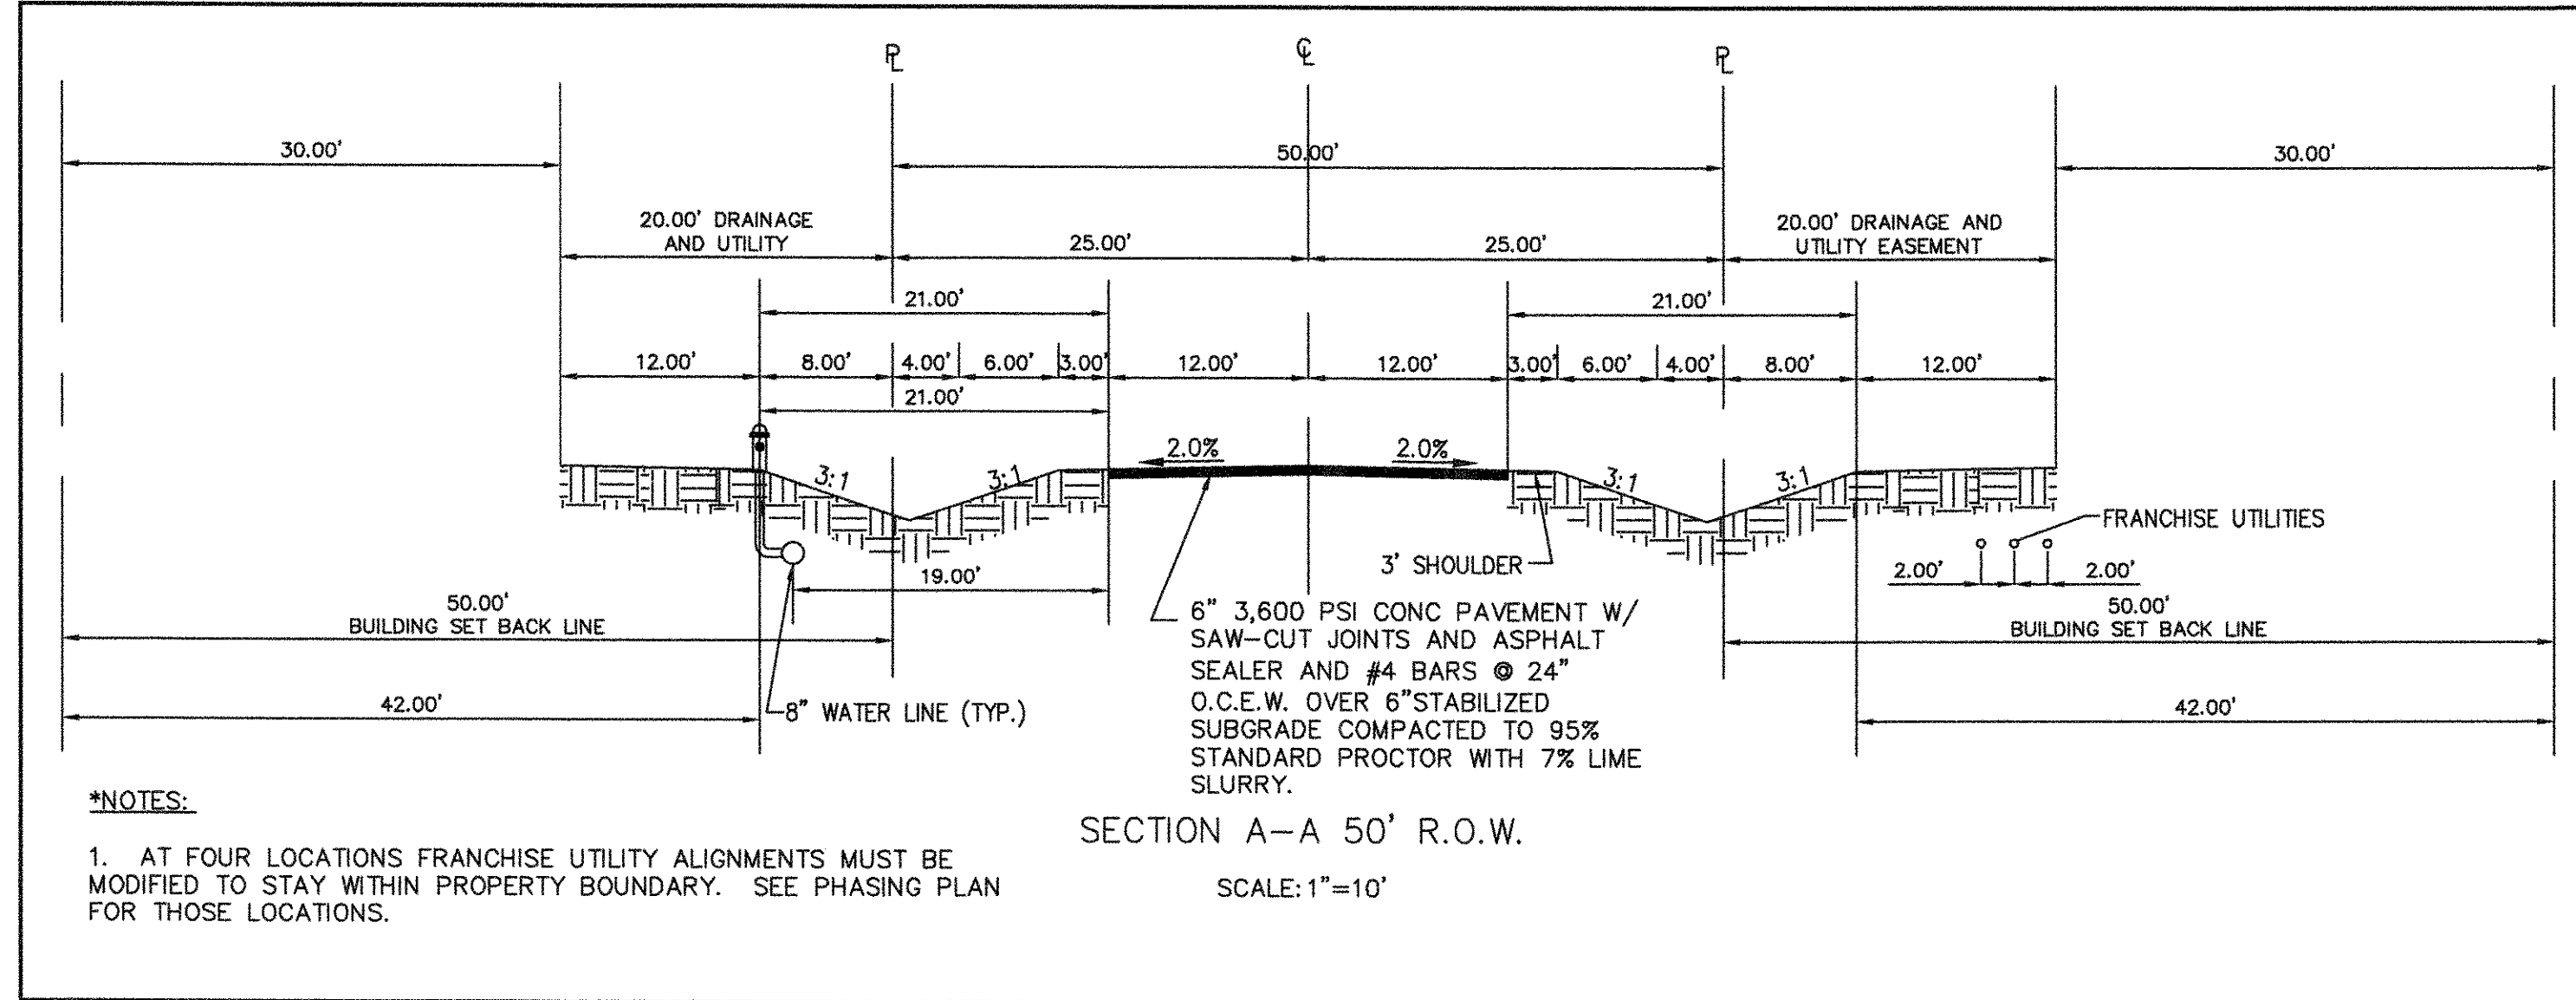 ℄
℄
℄
30.00'
50.00'
30.00'
20.00' DRAINAGE
AND UTILITY
25.00'
25.00'
20.00' DRAINAGE AND
UTILITY EASEMENT
21.00'
21.00'
12.00'
8.00'
4.00'
6.00'
3.00'
12.00'
12.00'
3.00'
6.00'
4.00'
8.00'
12.00'
21.00'
2.0%
2.0%
3:1
3:1
3:1
3:1
FRANCHISE UTILITIES
3' SHOULDER
19.00'
2.00'
2.00'
50.00'
BUILDING SET BACK LINE
6" 3,600 PSI CONC PAVEMENT W/
SAW-CUT JOINTS AND ASPHALT
SEALER AND #4 BARS @ 24"
O.C.E.W. OVER 6"STABILIZED
SUBGRADE COMPACTED TO 95%
STANDARD PROCTOR WITH 7% LIME
SLURRY.
50.00'
BUILDING SET BACK LINE
42.00'
8" WATER LINE (TYP.)
42.00'
*NOTES:
1. AT FOUR LOCATIONS FRANCHISE UTILITY ALIGNMENTS MUST BE
MODIFIED TO STAY WITHIN PROPERTY BOUNDARY. SEE PHASING PLAN
FOR THOSE LOCATIONS.
SECTION A-A 50' R.O.W.
SCALE: 1"=10'